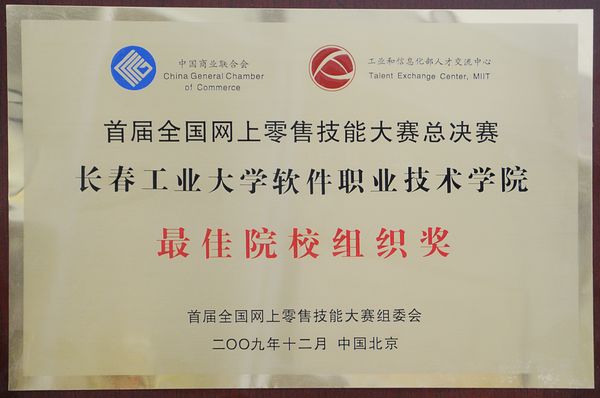 中国商业联合会
China General Chamber
of Commerce
工业和信息化部人才交流中心
Talent Exchange Center, MIIT
首届全国网上零售技能大赛总决赛
长春工业大学软件职业技术学院
最佳院校组织奖
首届全国网上零售技能大赛组委会
二〇〇九年十二月 中国北京